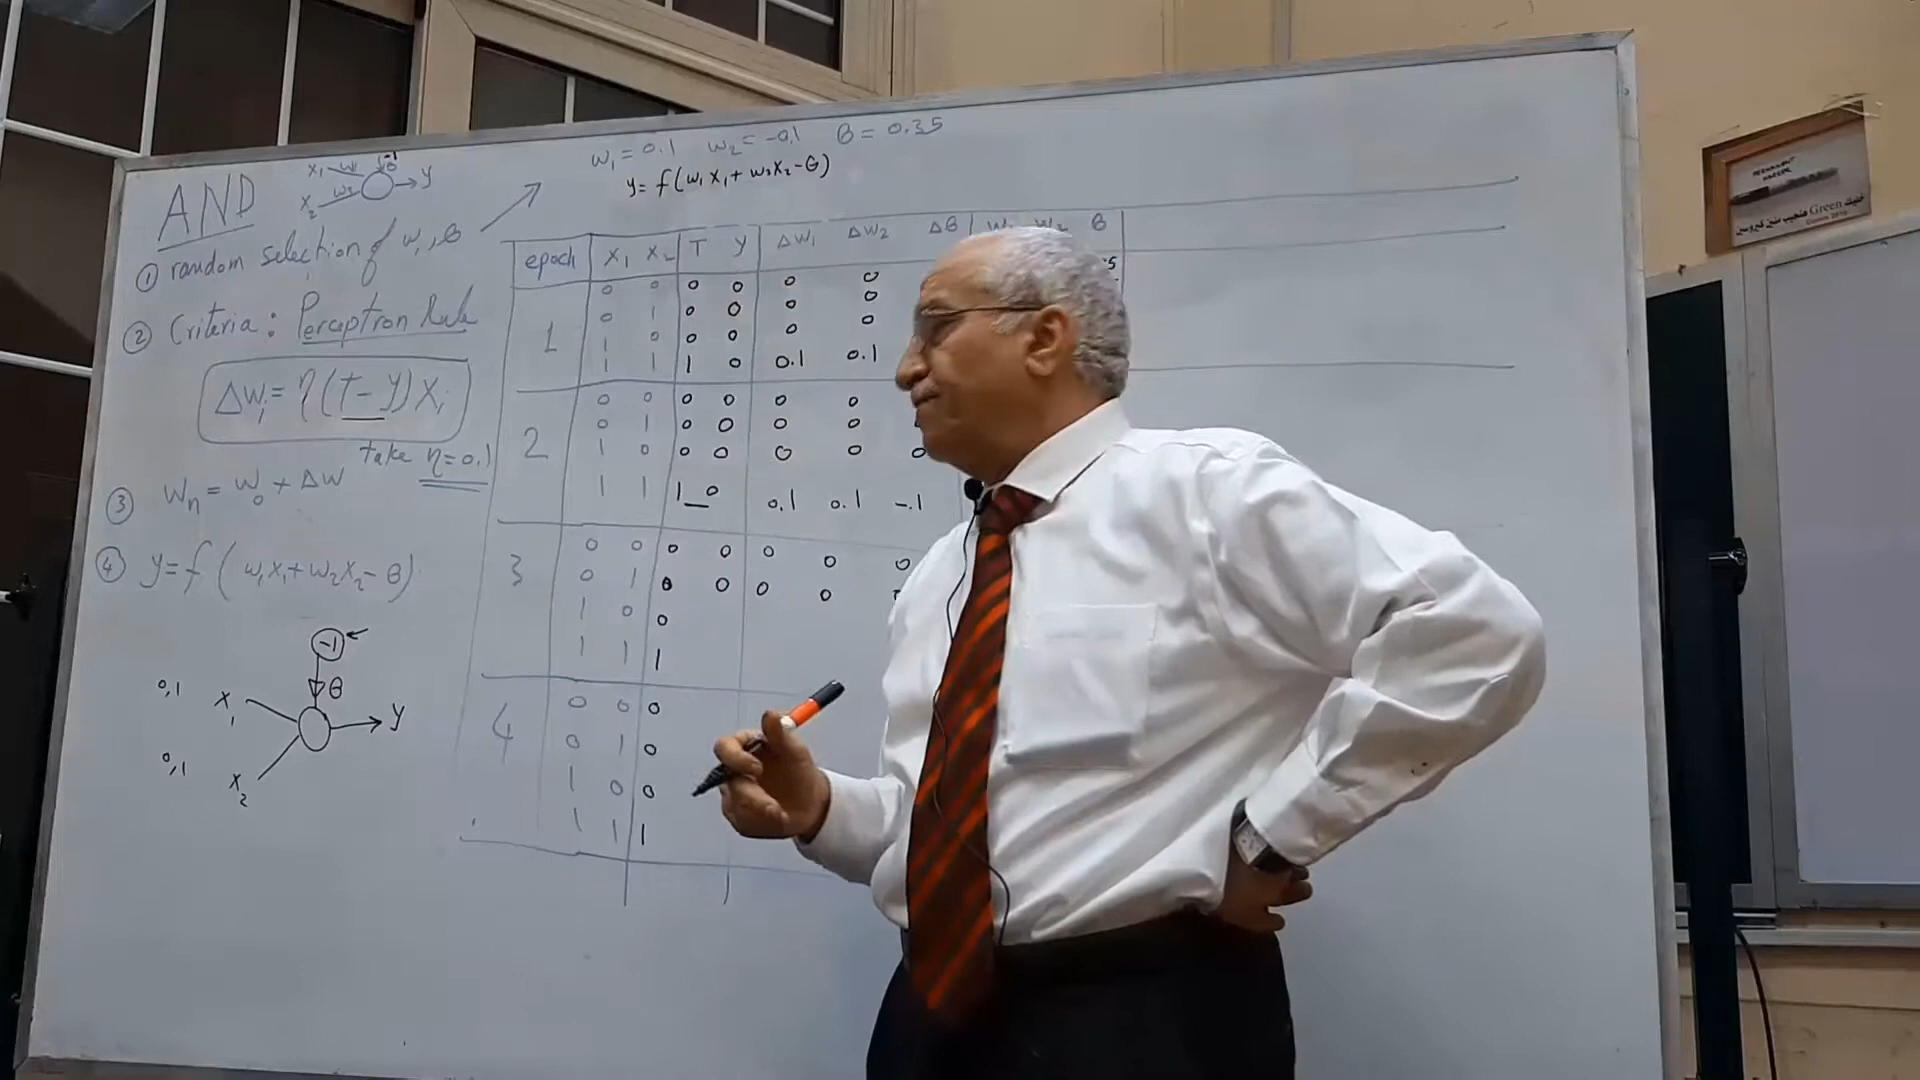 w₁ = 0.1 w₂ = -0.1 θ = 0.35
y = f(w₁x₁ + w₂x₂ - θ)
AND
x₁ w₁ -1 θ y
x₂ w₂
① random selection of w, θ
② Criteria: Perceptron Rule
Δwᵢ = η (T - y) xᵢ
take η = 0.1
③ wₙ = w₀ + Δw
④ y = f ( w₁x₁ + w₂x₂ - θ)
-1
θ
0,1 x₁ y
0,1 x₂
epoch x₁ x₂ T y Δw₁ Δw₂ Δθ
1
0 0 0 0 0 0
0 1 0 0 0 0
1 0 0 0 0 0
1 1 1 0 0.1 0.1
2
0 0 0 0 0 0
0 1 0 0 0 0
1 0 0 0 0 0 0
1 1 1 0 0.1 0.1 -.1
3
0 0 0 0 0 0 0
0 1 0 0 0 0
1 0 0
1 1 1
4
0 0 0
0 1 0
1 0 0
1 1 1
PERMANENT
MARKER
Green